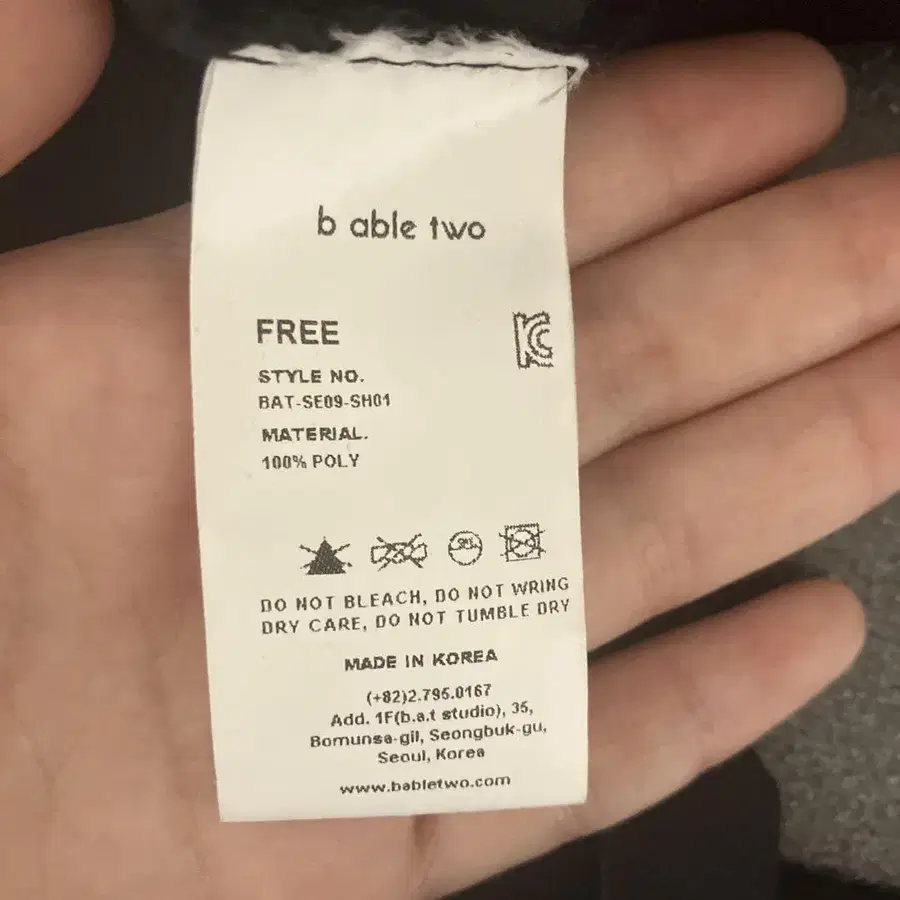 b able two
FREE
KC
STYLE NO.
BAT-SE09-SH01
MATERIAL.
100% POLY
DO NOT BLEACH, DO NOT WRING
DRY CARE, DO NOT TUMBLE DRY
MADE IN KOREA
(+82)2.795.0167
Add. 1F(b.a.t studio), 35,
Bomunsa-gil, Seongbuk-gu,
Seoul, Korea
www.babletwo.com